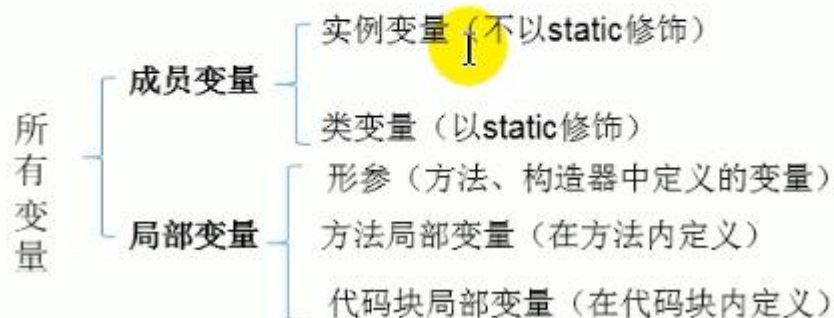 实例变量（不以static修饰）
成员变量
类变量（以static修饰）
所有变量
形参（方法、构造器中定义的变量）
局部变量
方法局部变量（在方法内定义）
代码块局部变量（在代码块内定义）